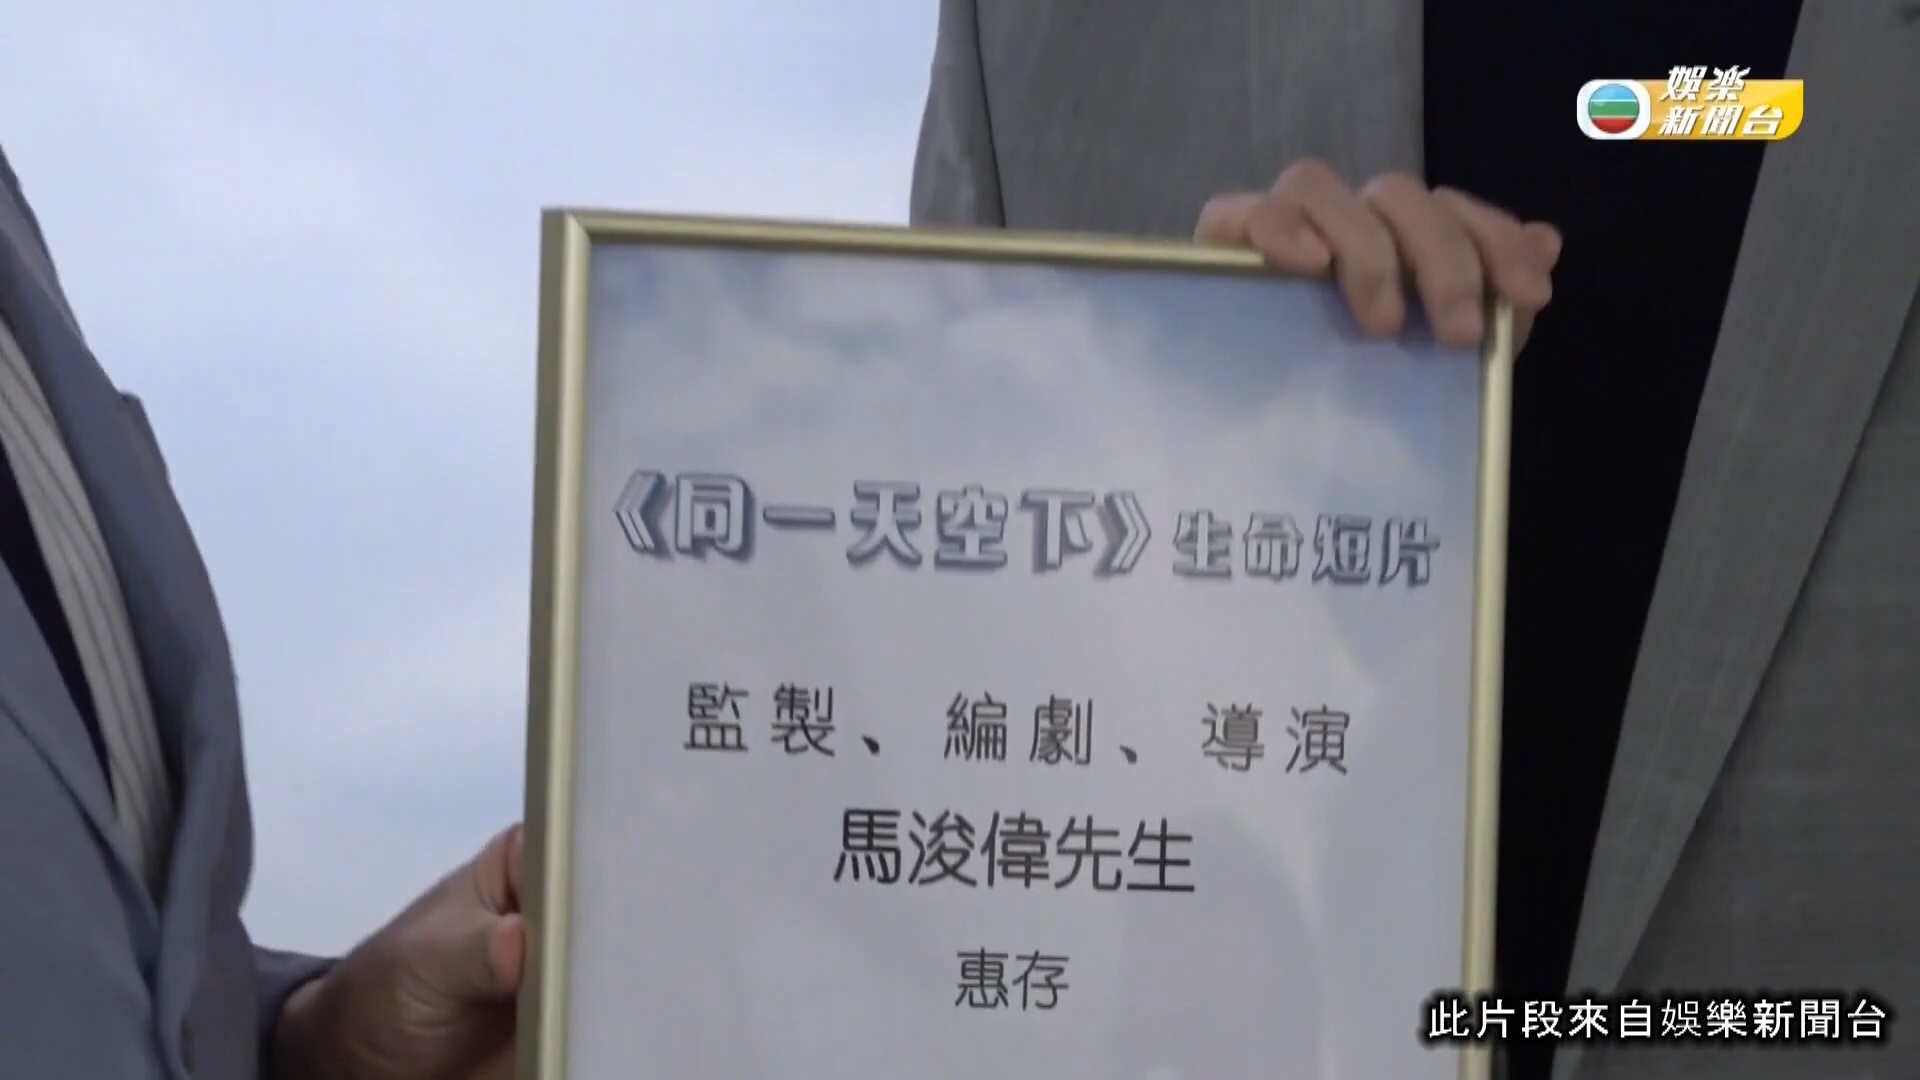 娛樂
新聞台
《同一天空下》生命短片
監製、編劇、導演
馬浚偉先生
惠存
此片段來自娛樂新聞台